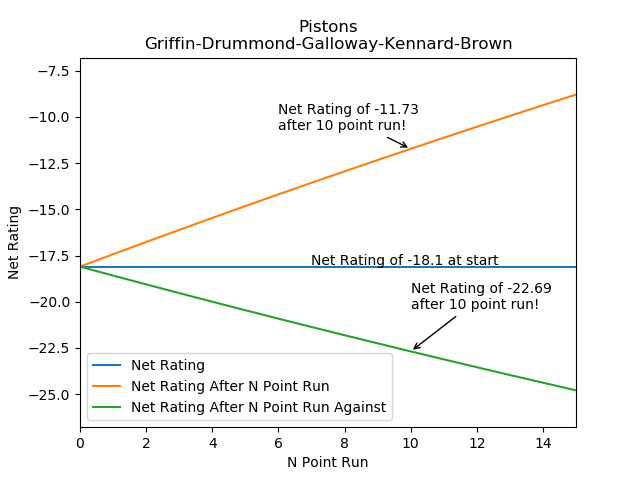 Pistons
Griffin-Drummond-Galloway-Kennard-Brown
Net Rating
−7.5
−10.0
−12.5
−15.0
−17.5
−20.0
−22.5
−25.0
Net Rating of -11.73
after 10 point run!
Net Rating of -18.1 at start
Net Rating of -22.69
after 10 point run!
Net Rating
Net Rating After N Point Run
Net Rating After N Point Run Against
0 2 4 6 8 10 12 14
N Point Run